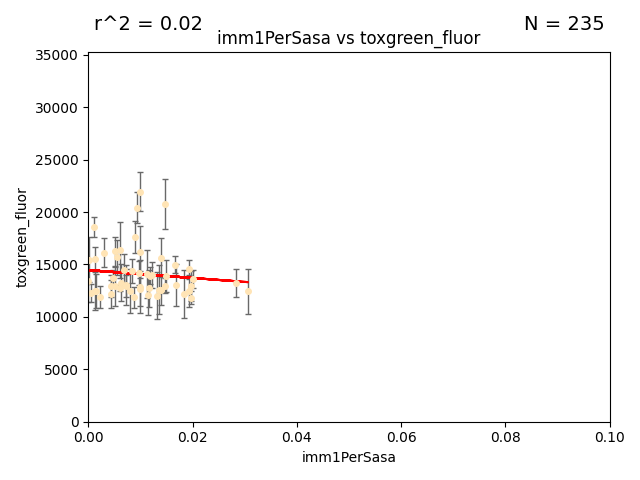 r^2 = 0.02
N = 235
imm1PerSasa vs toxgreen_fluor
35000
30000
25000
20000
15000
10000
5000
0
toxgreen_fluor
0.00
0.02
0.04
0.06
0.08
0.10
imm1PerSasa